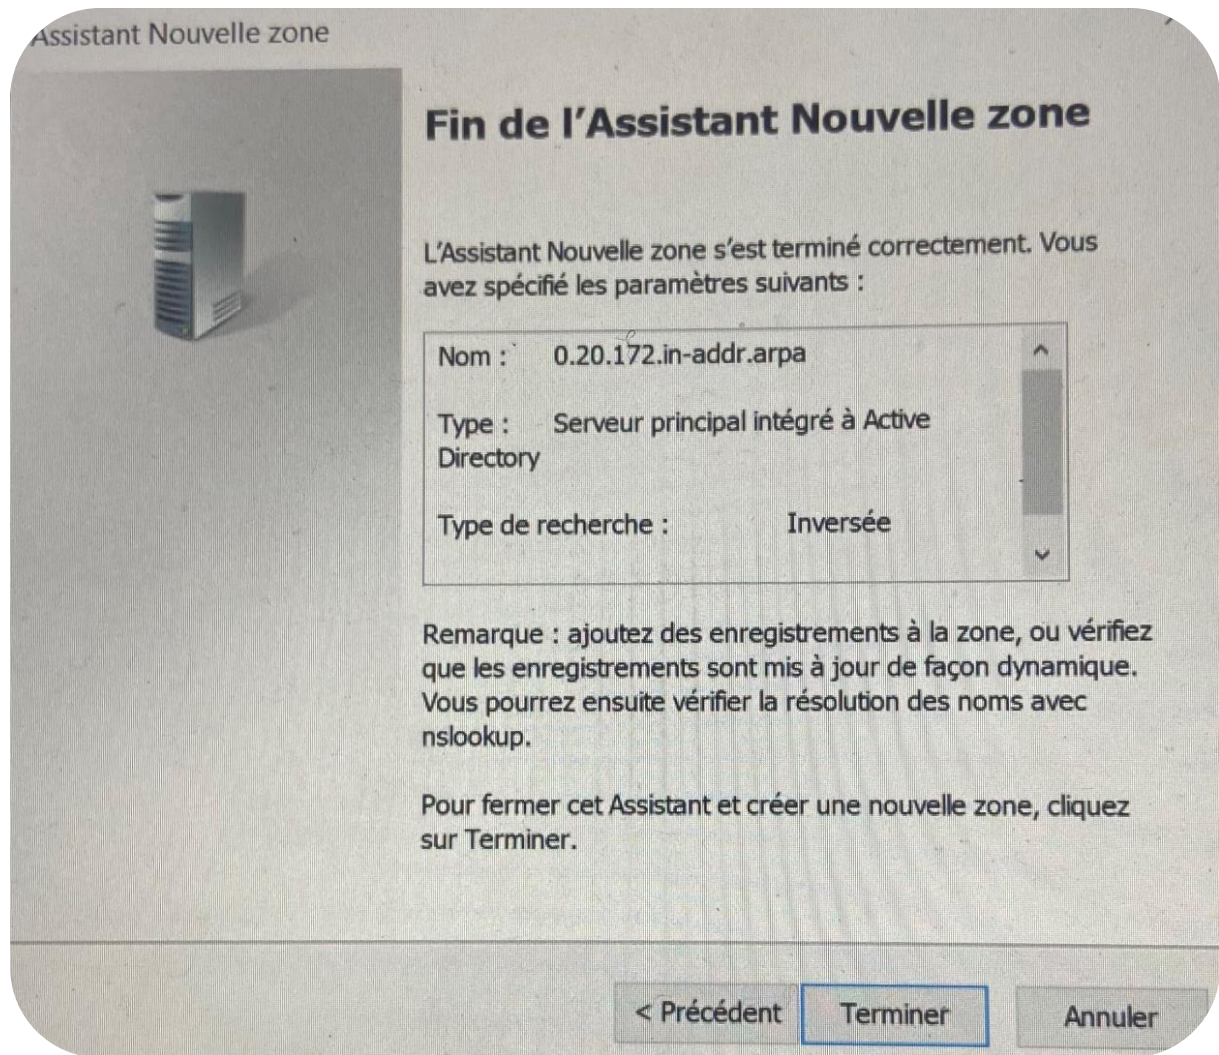 Assistant Nouvelle zone
Fin de l'Assistant Nouvelle zone
L'Assistant Nouvelle zone s'est terminé correctement. Vous
avez spécifié les paramètres suivants :
Nom : 0.20.172.in-addr.arpa
Type : Serveur principal intégré à Active
Directory
Type de recherche : Inversée
Remarque : ajoutez des enregistrements à la zone, ou vérifiez
que les enregistrements sont mis à jour de façon dynamique.
Vous pourrez ensuite vérifier la résolution des noms avec
nslookup.
Pour fermer cet Assistant et créer une nouvelle zone, cliquez
sur Terminer.
< Précédent Terminer Annuler